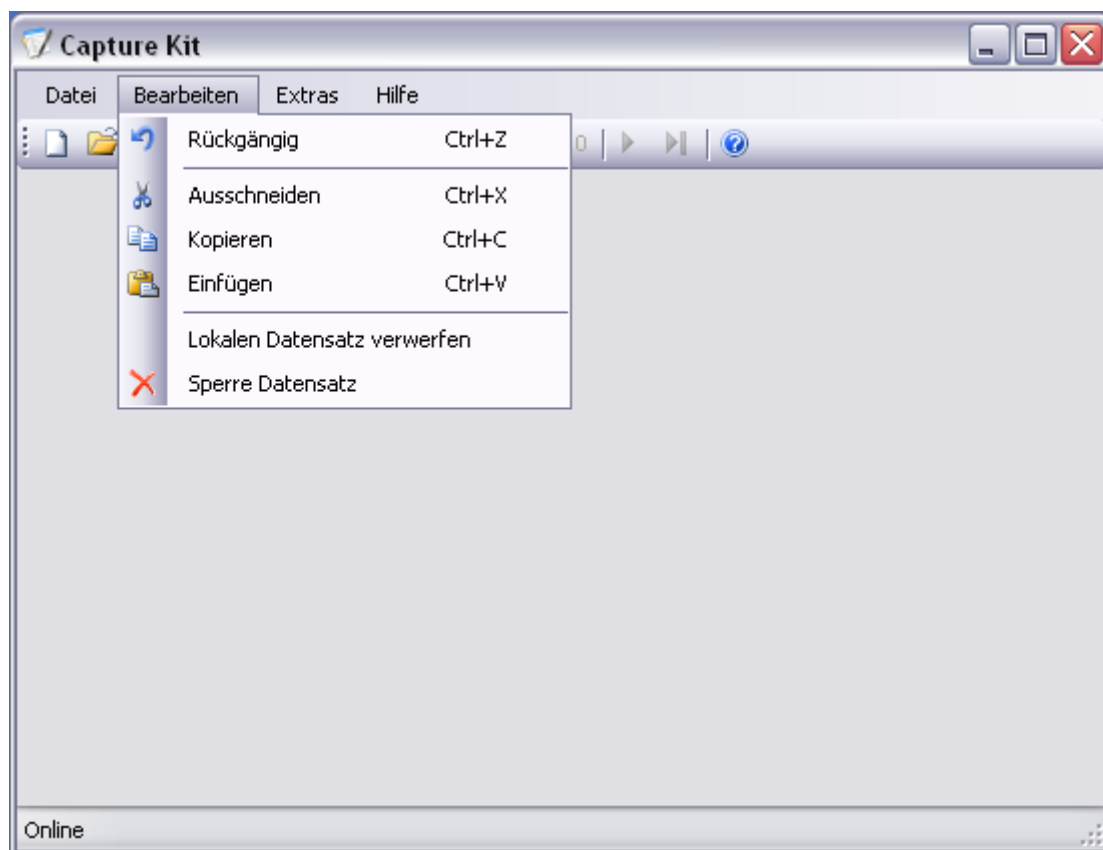 Capture Kit
Datei Bearbeiten Extras Hilfe
Rückgängig Ctrl+Z
0
Ausschneiden Ctrl+X
Kopieren Ctrl+C
Einfügen Ctrl+V
Lokalen Datensatz verwerfen
Sperre Datensatz
Online